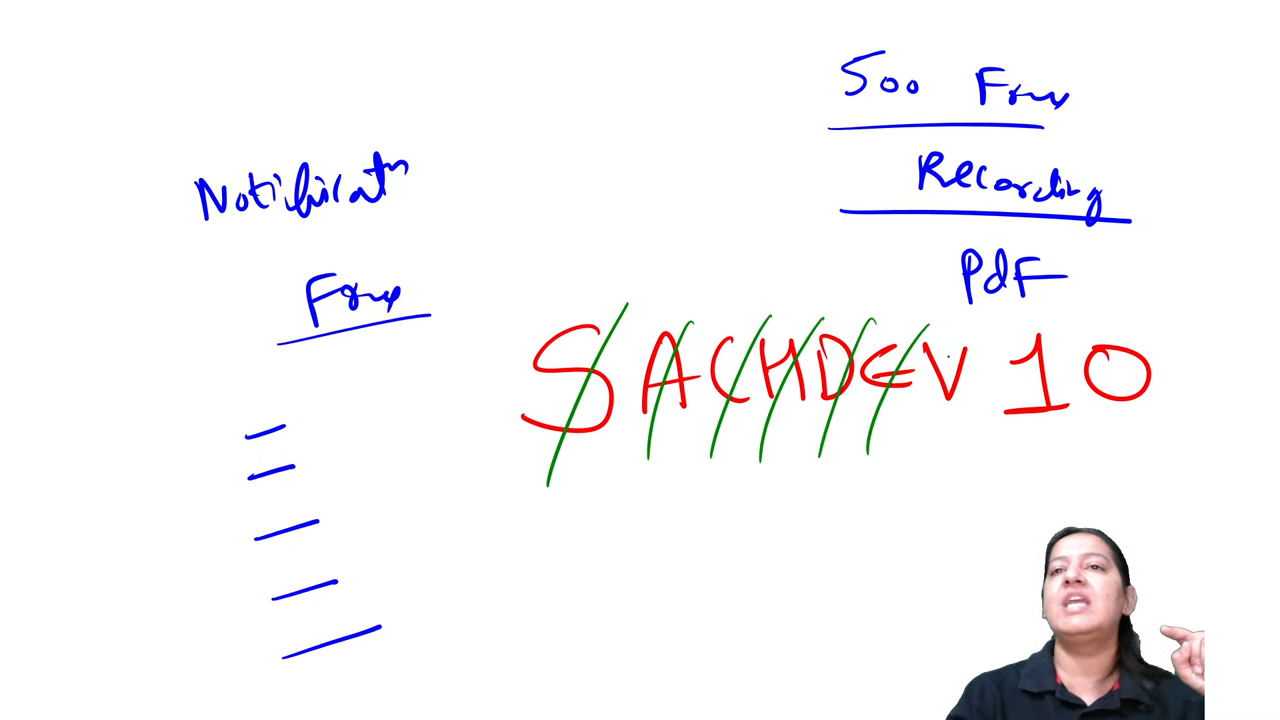 500 Free
Recording
Notification
PdF
Free
SACHDEV 10